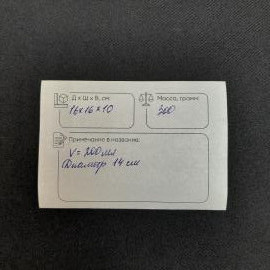 Д х Ш х В, см:
16х16х10
Масса, грамм:
300
Примечание в названию:
V = 200 мл
Диаметр 14 см